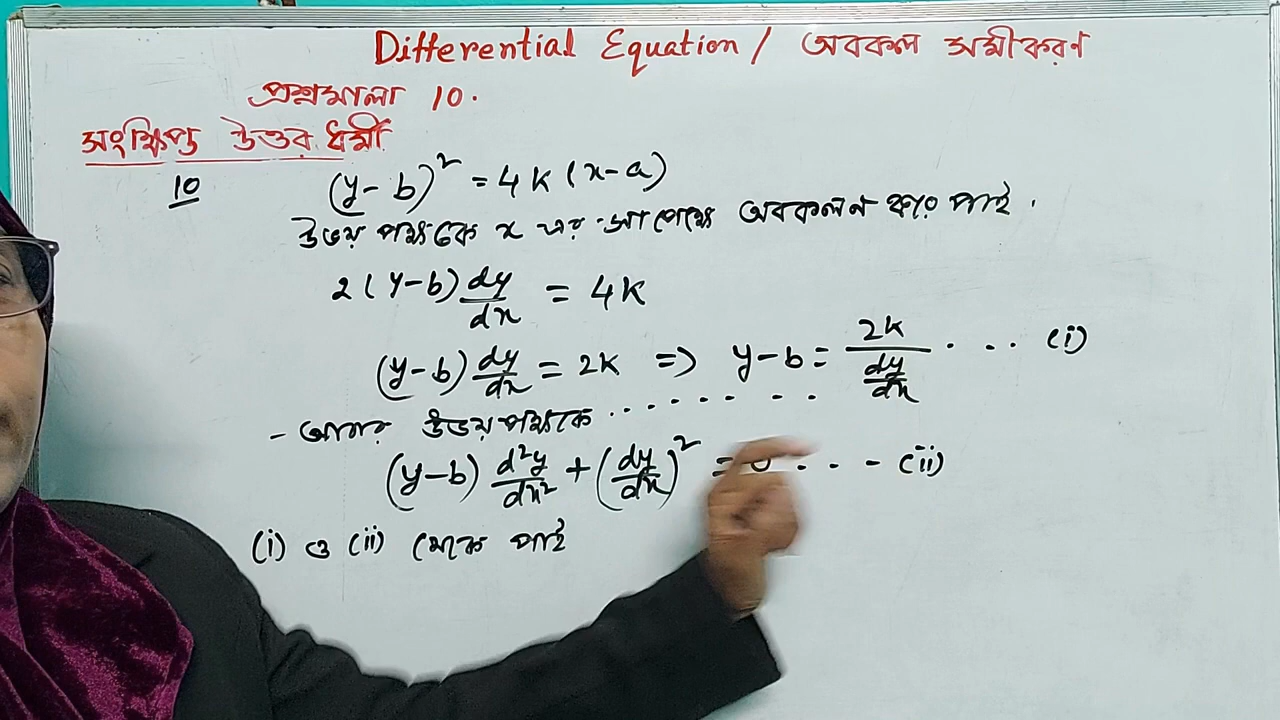 Differential Equation / অবকল সমীকরণ
প্রশ্নমালা 10.
সংক্ষিপ্ত উত্তর ধর্মী
10 (y-b)² = 4k(x-a)
উভয় পক্ষকে x এর সাপেক্ষে অবকলন করে পাই.
2(y-b) dy/dx = 4k
(y-b) dy/dx = 2k => y-b = 2k/(dy/dx) . . . . (i)
- আবার উভয়পক্ষকে . . . . . . . .
(y-b) d²y/dx² + (dy/dx)² = 0 . . - (ii)
(i) ও (ii) থেকে পাই